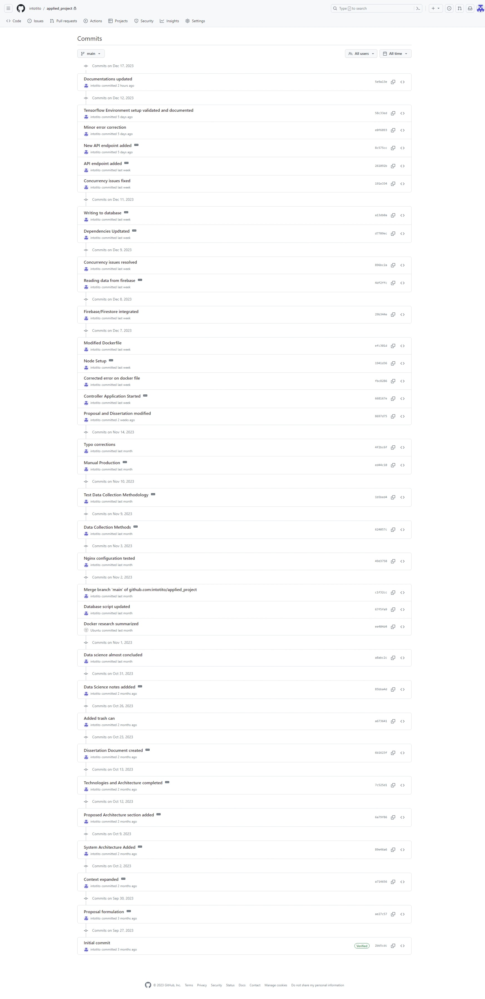 intotito / applied_project
Type / to search
Code Issues Pull requests Actions Projects Security Insights Settings
Commits
main All users All time
Commits on Dec 17, 2023
Documentations updated
5e9a13e
intotito committed 2 hours ago
Commits on Dec 12, 2023
Tensorflow Environment setup validated and documented
58c33ed
intotito committed 5 days ago
Minor error correction
e0f6893
intotito committed 5 days ago
New API endpoint added
8c575cc
intotito committed 5 days ago
API endpoint added
261092b
intotito committed last week
Concurrency issues fixed
191e334
intotito committed last week
Commits on Dec 11, 2023
Writing to database
a13db0a
intotito committed last week
Dependencies Updtated
d7709ec
intotito committed last week
Commits on Dec 9, 2023
Concurrency issues resolved
896bc2a
intotito committed last week
Reading data from firebase
4df2ffc
intotito committed last week
Commits on Dec 8, 2023
Firebase/Firestore integrated
29b344e
intotito committed last week
Commits on Dec 7, 2023
Modified Dockerfile
efc301d
intotito committed last week
Node Setup
1941d36
intotito committed last week
Corrected error on docker file
fbc8286
intotito committed last week
Controller Application Started
668167e
intotito committed last week
Proposal and Dissertation modified
8697d75
intotito committed 2 weeks ago
Commits on Nov 14, 2023
Typo corrections
4f2bc6f
intotito committed last month
Manual Production
ed44c10
intotito committed last month
Commits on Nov 10, 2023
Test Data Collection Methodology
1b5bed4
intotito committed last month
Commits on Nov 9, 2023
Data Collection Methods
624057c
intotito committed last month
Commits on Nov 3, 2023
Nginx configuration tested
49d3758
intotito committed last month
Commits on Nov 2, 2023
Merge branch 'main' of github.com:intotito/applied_project
c1f32cc
intotito committed last month
Database script updated
67f5fa9
intotito committed last month
Docker research summarized
ee404d4
Ubuntu committed last month
Commits on Nov 1, 2023
Data science almost concluded
a8abc2c
intotito committed last month
Commits on Oct 31, 2023
Data Science notes addded
85bba4d
intotito committed 2 months ago
Commits on Oct 26, 2023
Added trash can
a673641
intotito committed 2 months ago
Commits on Oct 23, 2023
Dissertation Document created
6b1623f
intotito committed 2 months ago
Commits on Oct 13, 2023
Technologies and Architecture completed
7c525d1
intotito committed 2 months ago
Commits on Oct 12, 2023
Proposed Architecture section added
6a79f86
intotito committed 2 months ago
Commits on Oct 9, 2023
System Architecture Added
89e46a6
intotito committed 2 months ago
Commits on Oct 2, 2023
Context expanded
a714656
intotito committed 2 months ago
Commits on Sep 30, 2023
Proposal formulation
ae27c57
intotito committed 3 months ago
Commits on Sep 27, 2023
Initial commit
Verified 2bb5cdc
intotito committed 3 months ago
© 2023 GitHub, Inc. Terms Privacy Security Status Docs Contact Manage cookies Do not share my personal information